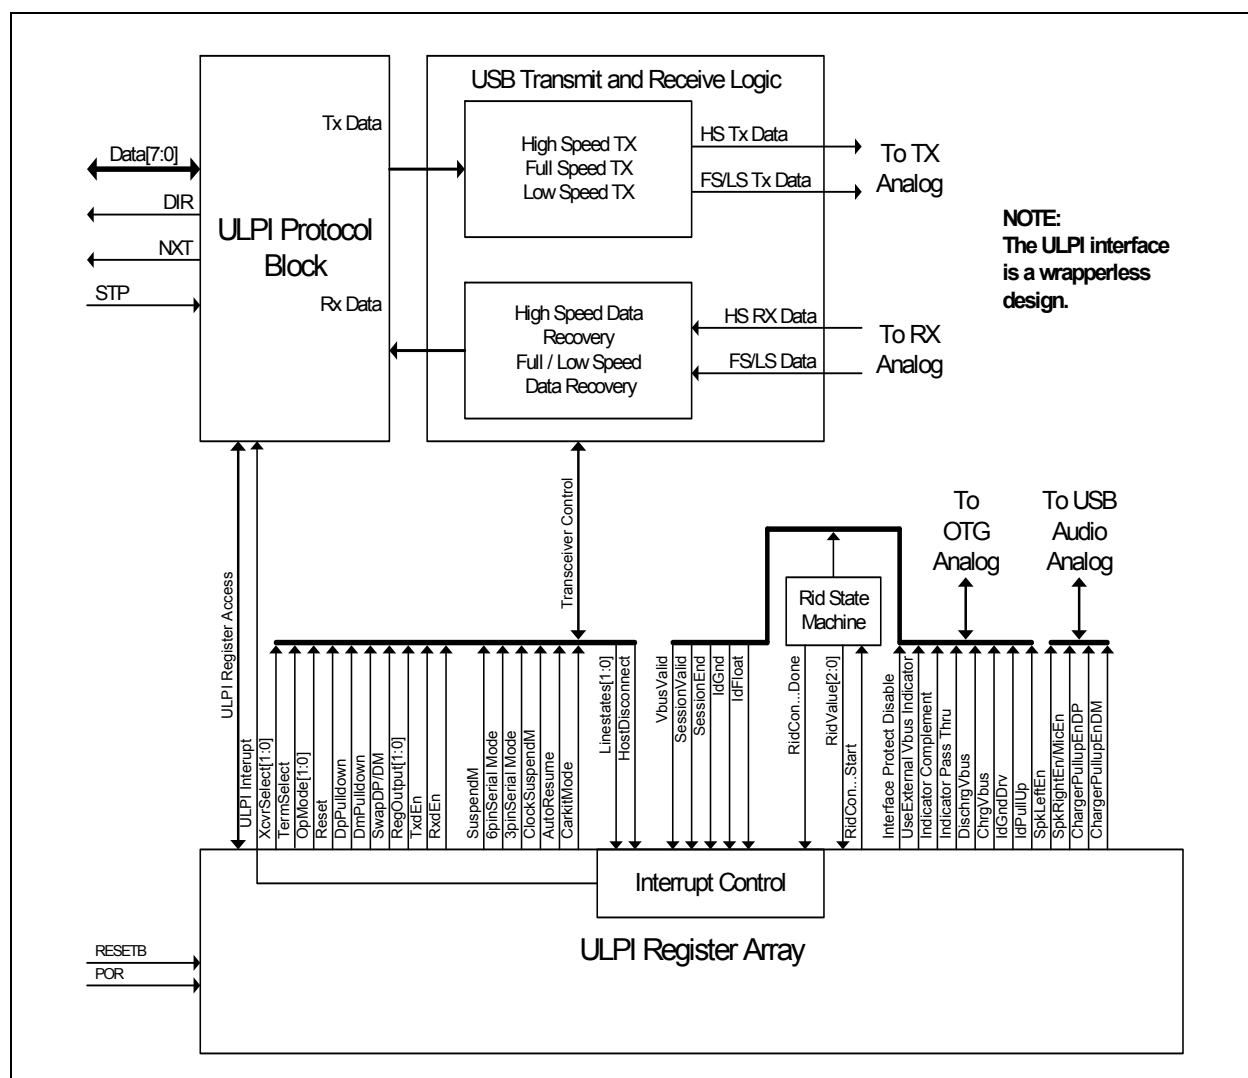 USB Transmit and Receive Logic
Tx Data
High Speed TX
Full Speed TX
Low Speed TX
HS Tx Data
FS/LS Tx Data
To TX
Analog
Data[7:0]
DIR
NXT
STP
ULPI Protocol
Block
Rx Data
High Speed Data
Recovery
Full / Low Speed
Data Recovery
HS RX Data
FS/LS Data
To RX
Analog
NOTE:
The ULPI interface
is a wrapperless
design.
ULPI Register Access
Transceiver Control
To
OTG
Analog
To USB
Audio
Analog
Rid State
Machine
ULPI Interupt
XcvrSelect[1:0]
TermSelect
OpMode[1:0]
Reset
DpPulldown
DmPulldown
SwapDP/DM
RegOutput[1:0]
TxdEn
RxdEn
SuspendM
6pinSerial Mode
3pinSerial Mode
ClockSuspendM
AutoResume
CarkitMode
Linestates[1:0]
HostDisconnect
VbusValid
SessionValid
SessionEnd
IdGnd
IdFloat
RidCon...Done
RidValue[2:0]
RidCon...Start
Interface Protect Disable
UseExternal Vbus Indicator
Indicator Complement
Indicator Pass Thru
DischrgVbus
ChrgVbus
IdGndDrv
IdPullUp
SpkLeftEn
SpkRightEn/MicEn
ChargerPullupEnDP
ChargerPullupEnDM
Interrupt Control
ULPI Register Array
RESETB
POR